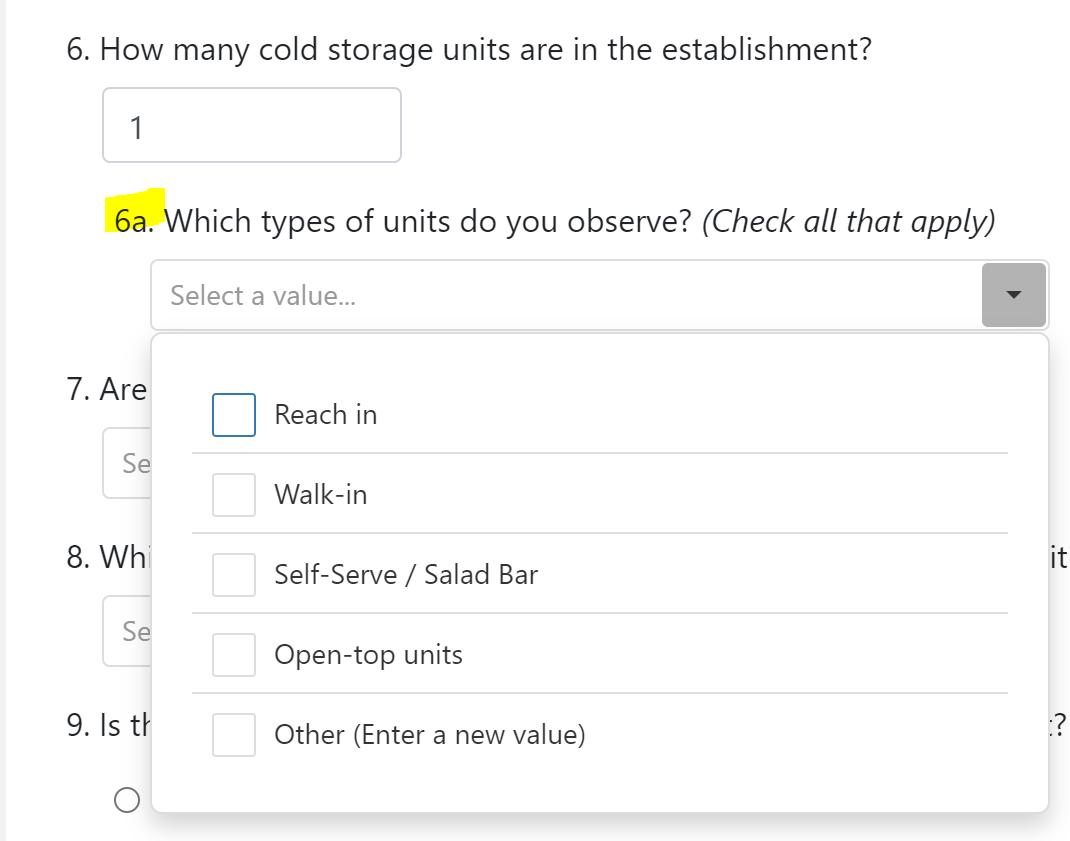 6. How many cold storage units are in the establishment?
1
6a. Which types of units do you observe? (Check all that apply)
Select a value...
Reach in
7. Are
Se
Walk-in
8. Whi
it
Self-Serve / Salad Bar
Se
Open-top units
9. Is th
?
Other (Enter a new value)